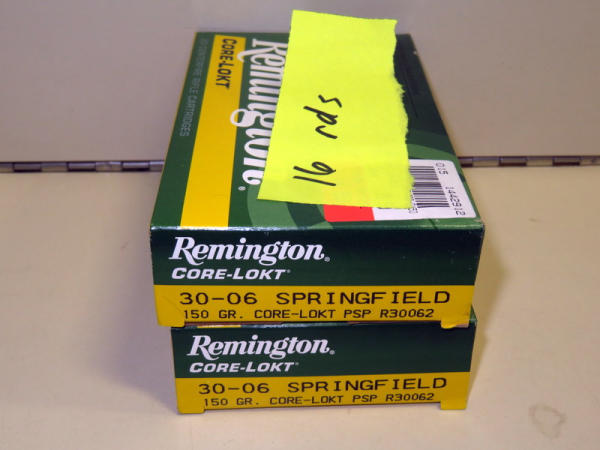 16 rds
Remington®
CORE-LOKT
CENTERFIRE RIFLE CARTRIDGES
Remington®
CORE-LOKT®
30-06 SPRINGFIELD
150 GR. CORE-LOKT PSP R30062
Remington®
CORE-LOKT®
30-06 SPRINGFIELD
150 GR. CORE-LOKT PSP R30062